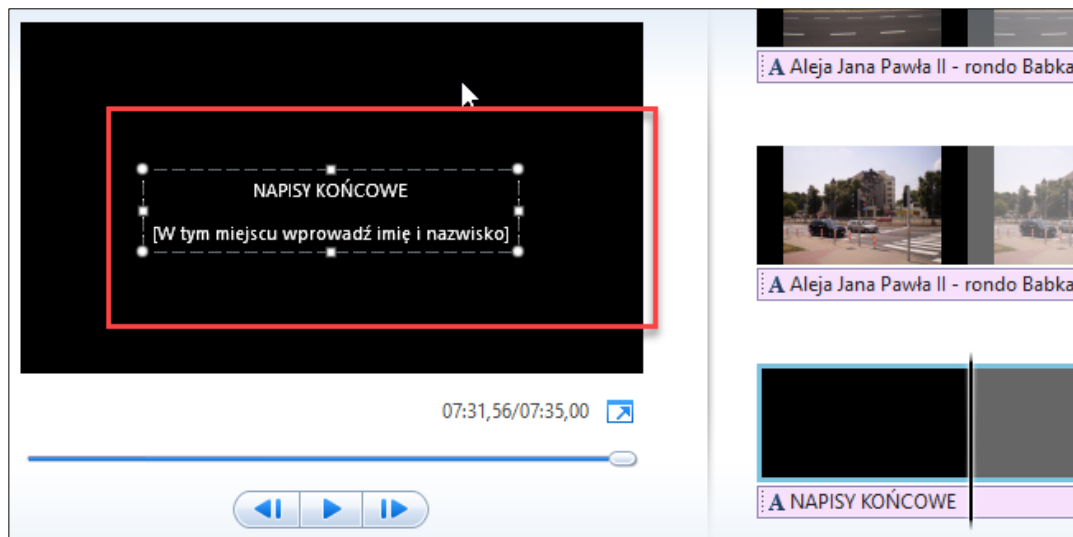 NAPISY KOŃCOWE
[W tym miejscu wprowadź imię i nazwisko]
07:31,56/07:35,00
A Aleja Jana Pawła II - rondo Babka
A Aleja Jana Pawła II - rondo Babka
A NAPISY KOŃCOWE